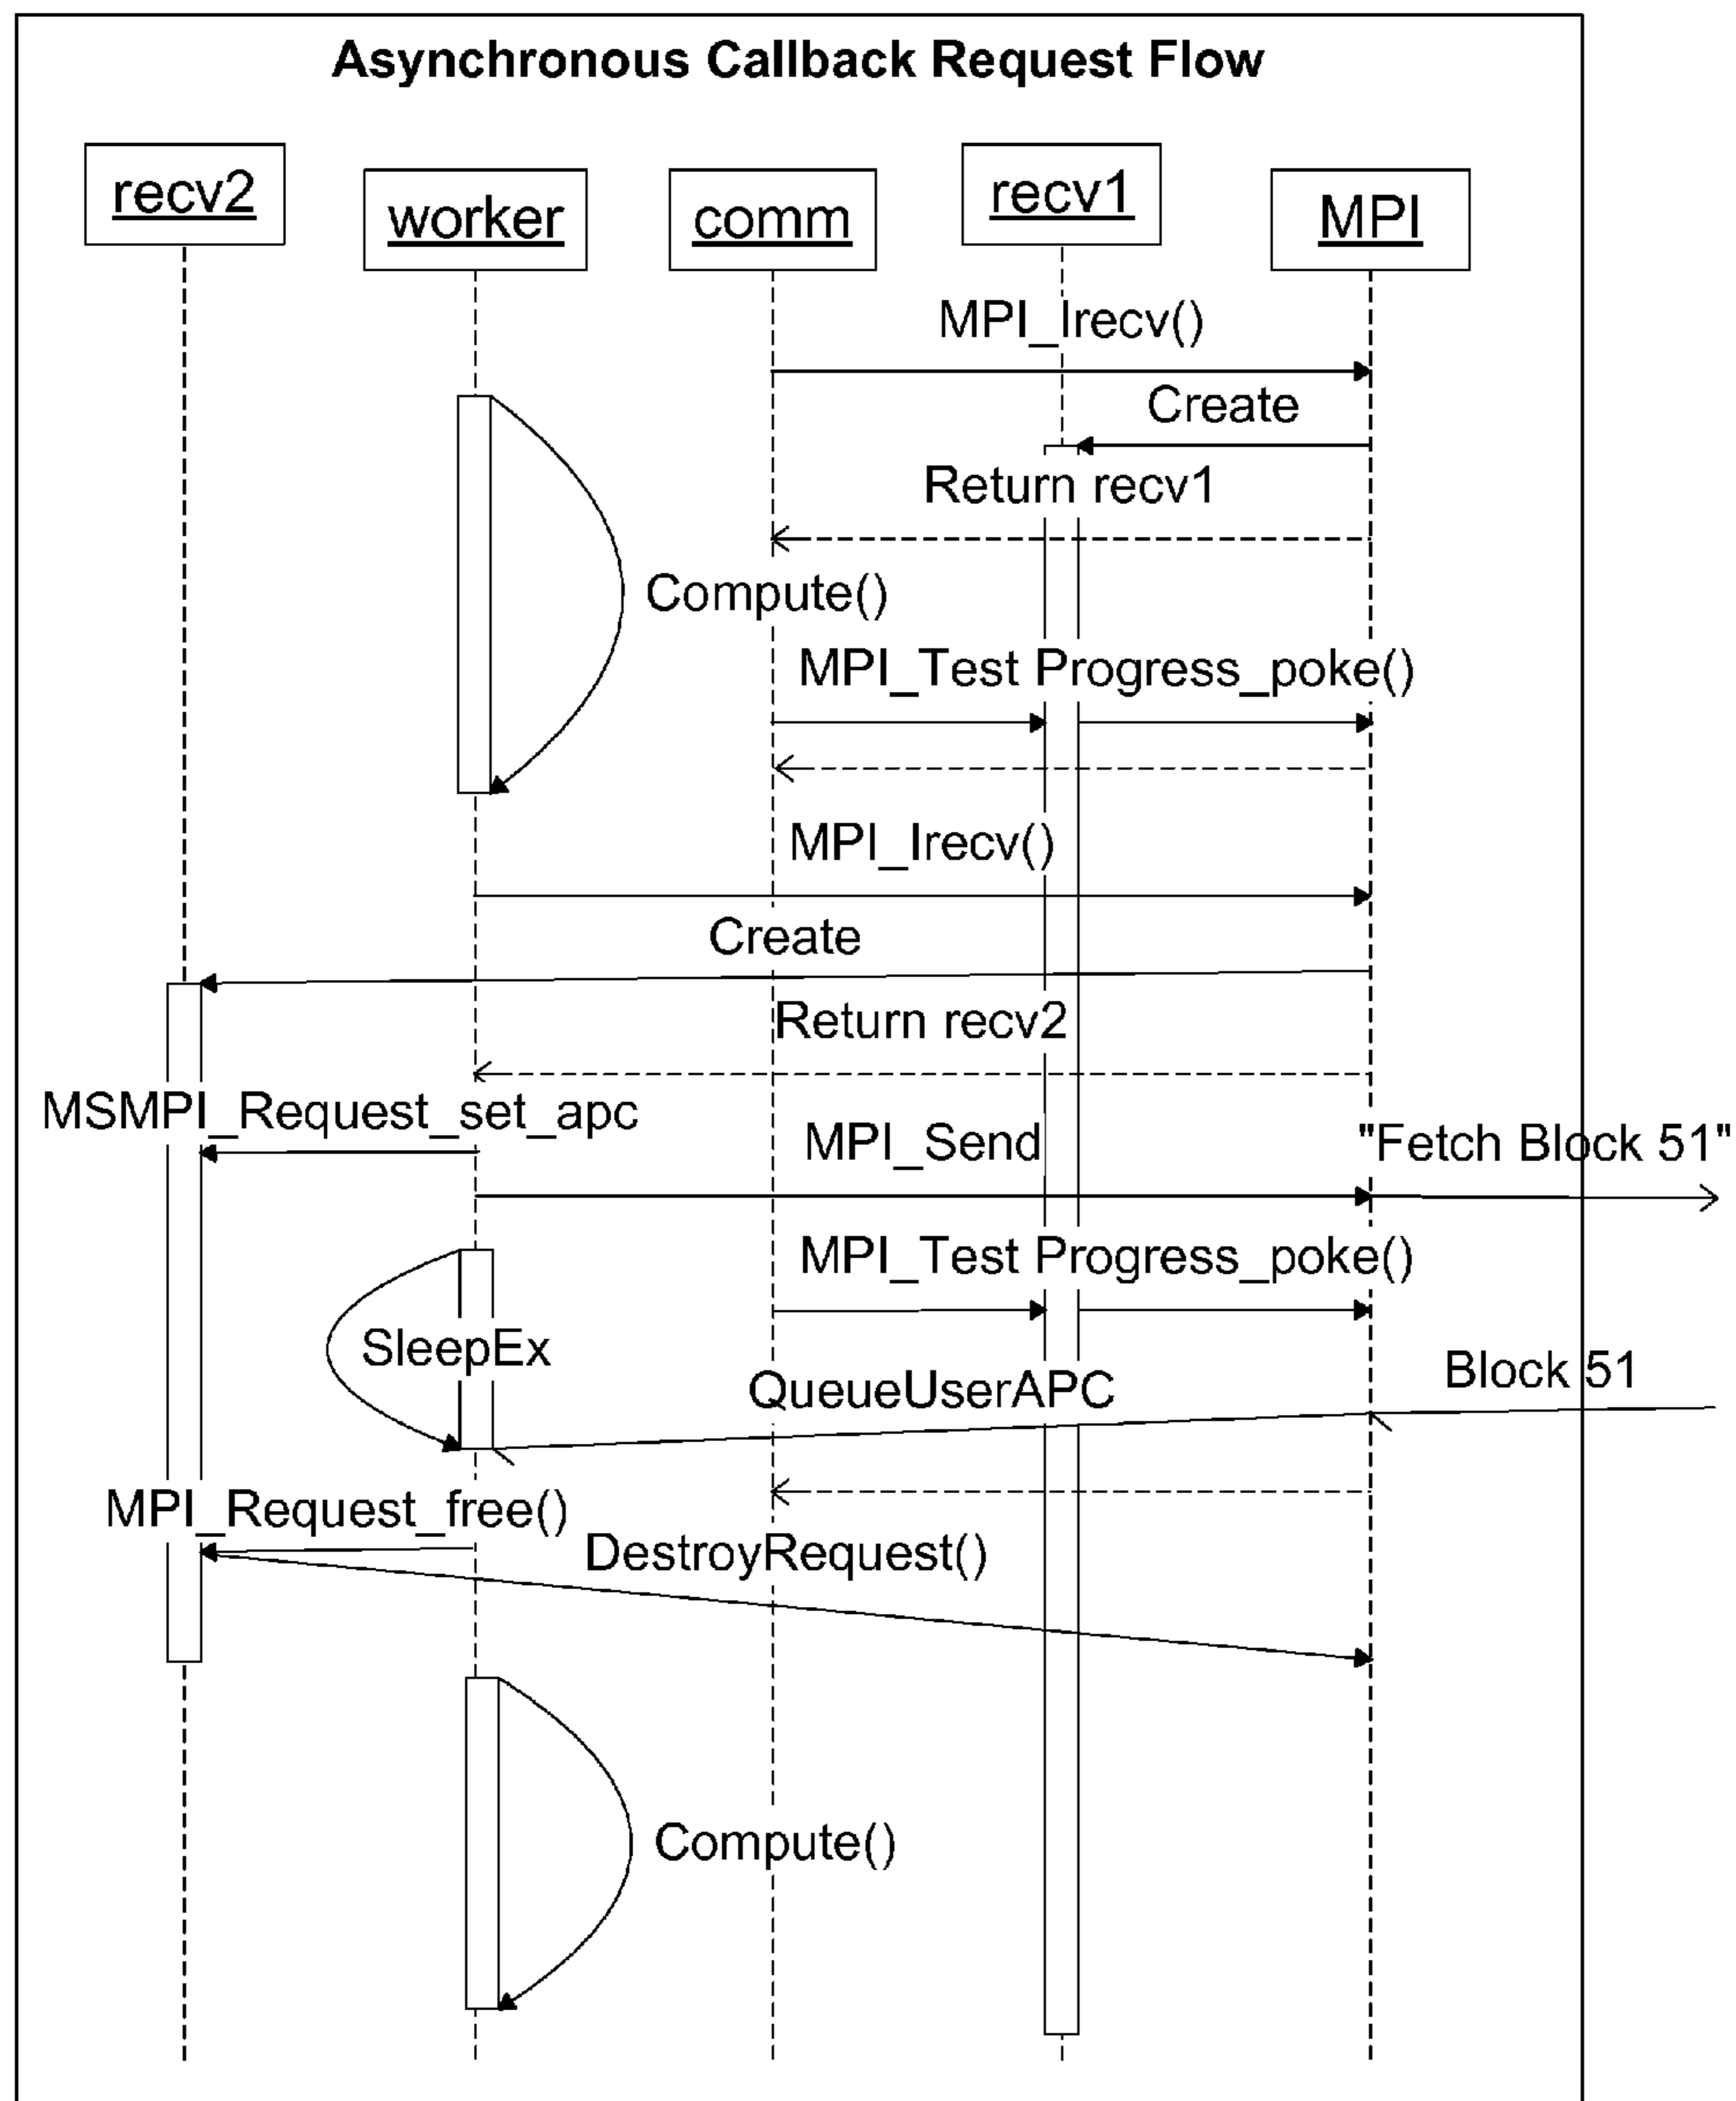 Asynchronous Callback Request Flow
recv2
worker
comm
recv1
MPI
MPI_Irecv()
Create
Return recv1
Compute()
MPI_Test Progress_poke()
MPI_Irecv()
Create
Return recv2
MSMPI_Request_set_apc
MPI_Send
"Fetch Block 51"
MPI_Test Progress_poke()
SleepEx
Block 51
QueueUserAPC
MPI_Request_free()
DestroyRequest()
Compute()